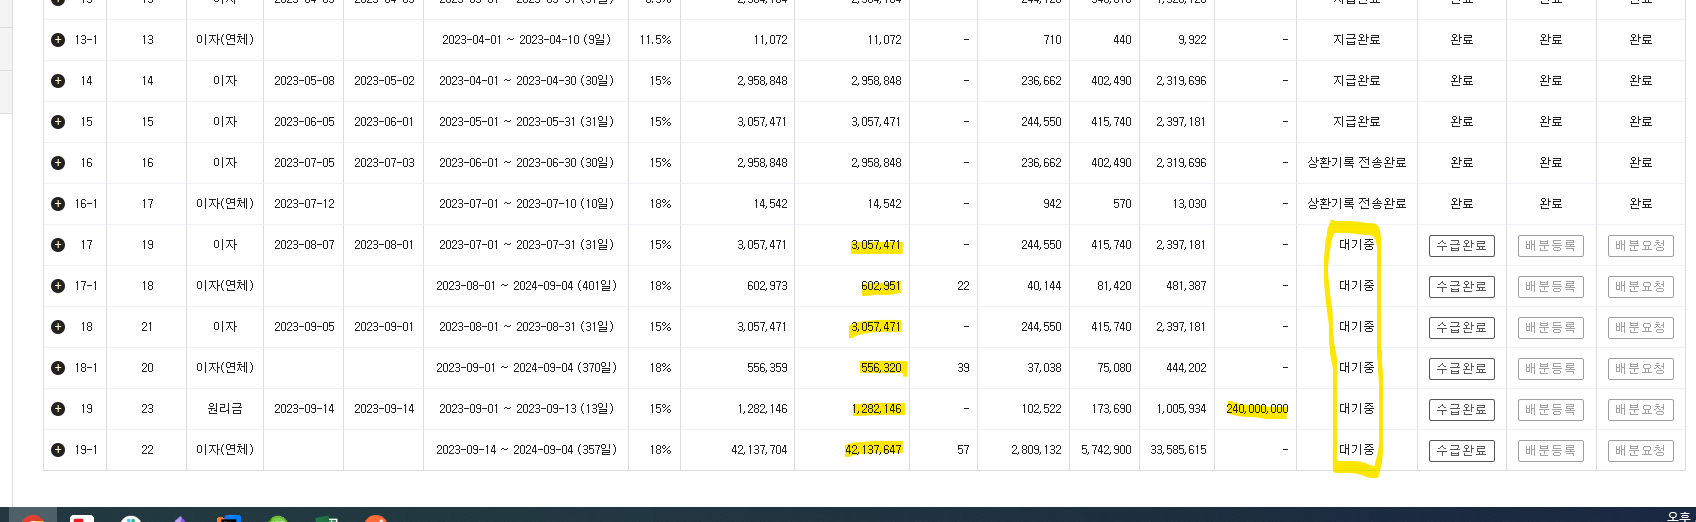 13-1 13 이자(연체) 2023-04-01 ~ 2023-04-10 (9일) 11.5% 11,072 11,072 - 710 440 9,922 - 지급완료 완료 완료 완료
14 14 이자 2023-05-08 2023-05-02 2023-04-01 ~ 2023-04-30 (30일) 15% 2,958,848 2,958,848 - 236,662 402,490 2,319,696 - 지급완료 완료 완료 완료
15 15 이자 2023-06-05 2023-06-01 2023-05-01 ~ 2023-05-31 (31일) 15% 3,057,471 3,057,471 - 244,550 415,740 2,397,181 - 지급완료 완료 완료 완료
16 16 이자 2023-07-05 2023-07-03 2023-06-01 ~ 2023-06-30 (30일) 15% 2,958,848 2,958,848 - 236,662 402,490 2,319,696 - 상환기록 전송완료 완료 완료 완료
16-1 17 이자(연체) 2023-07-12 2023-07-01 ~ 2023-07-10 (10일) 18% 14,542 14,542 - 942 570 13,030 - 상환기록 전송완료 완료 완료 완료
17 19 이자 2023-08-07 2023-08-01 2023-07-01 ~ 2023-07-31 (31일) 15% 3,057,471 3,057,471 - 244,550 415,740 2,397,181 - 대기중 수급완료 배분등록 배분요청
17-1 18 이자(연체) 2023-08-01 ~ 2024-09-04 (401일) 18% 602,973 602,951 22 40,144 81,420 481,387 - 대기중 수급완료 배분등록 배분요청
18 21 이자 2023-09-05 2023-09-01 2023-08-01 ~ 2023-08-31 (31일) 15% 3,057,471 3,057,471 - 244,550 415,740 2,397,181 - 대기중 수급완료 배분등록 배분요청
18-1 20 이자(연체) 2023-09-01 ~ 2024-09-04 (370일) 18% 556,359 556,320 39 37,038 75,080 444,202 - 대기중 수급완료 배분등록 배분요청
19 23 원리금 2023-09-14 2023-09-14 2023-09-01 ~ 2023-09-13 (13일) 15% 1,282,146 1,282,146 - 102,522 173,690 1,005,934 240,000,000 대기중 수급완료 배분등록 배분요청
19-1 22 이자(연체) 2023-09-14 ~ 2024-09-04 (357일) 18% 42,137,704 42,137,647 57 2,809,132 5,742,900 33,585,615 - 대기중 수급완료 배분등록 배분요청
오후